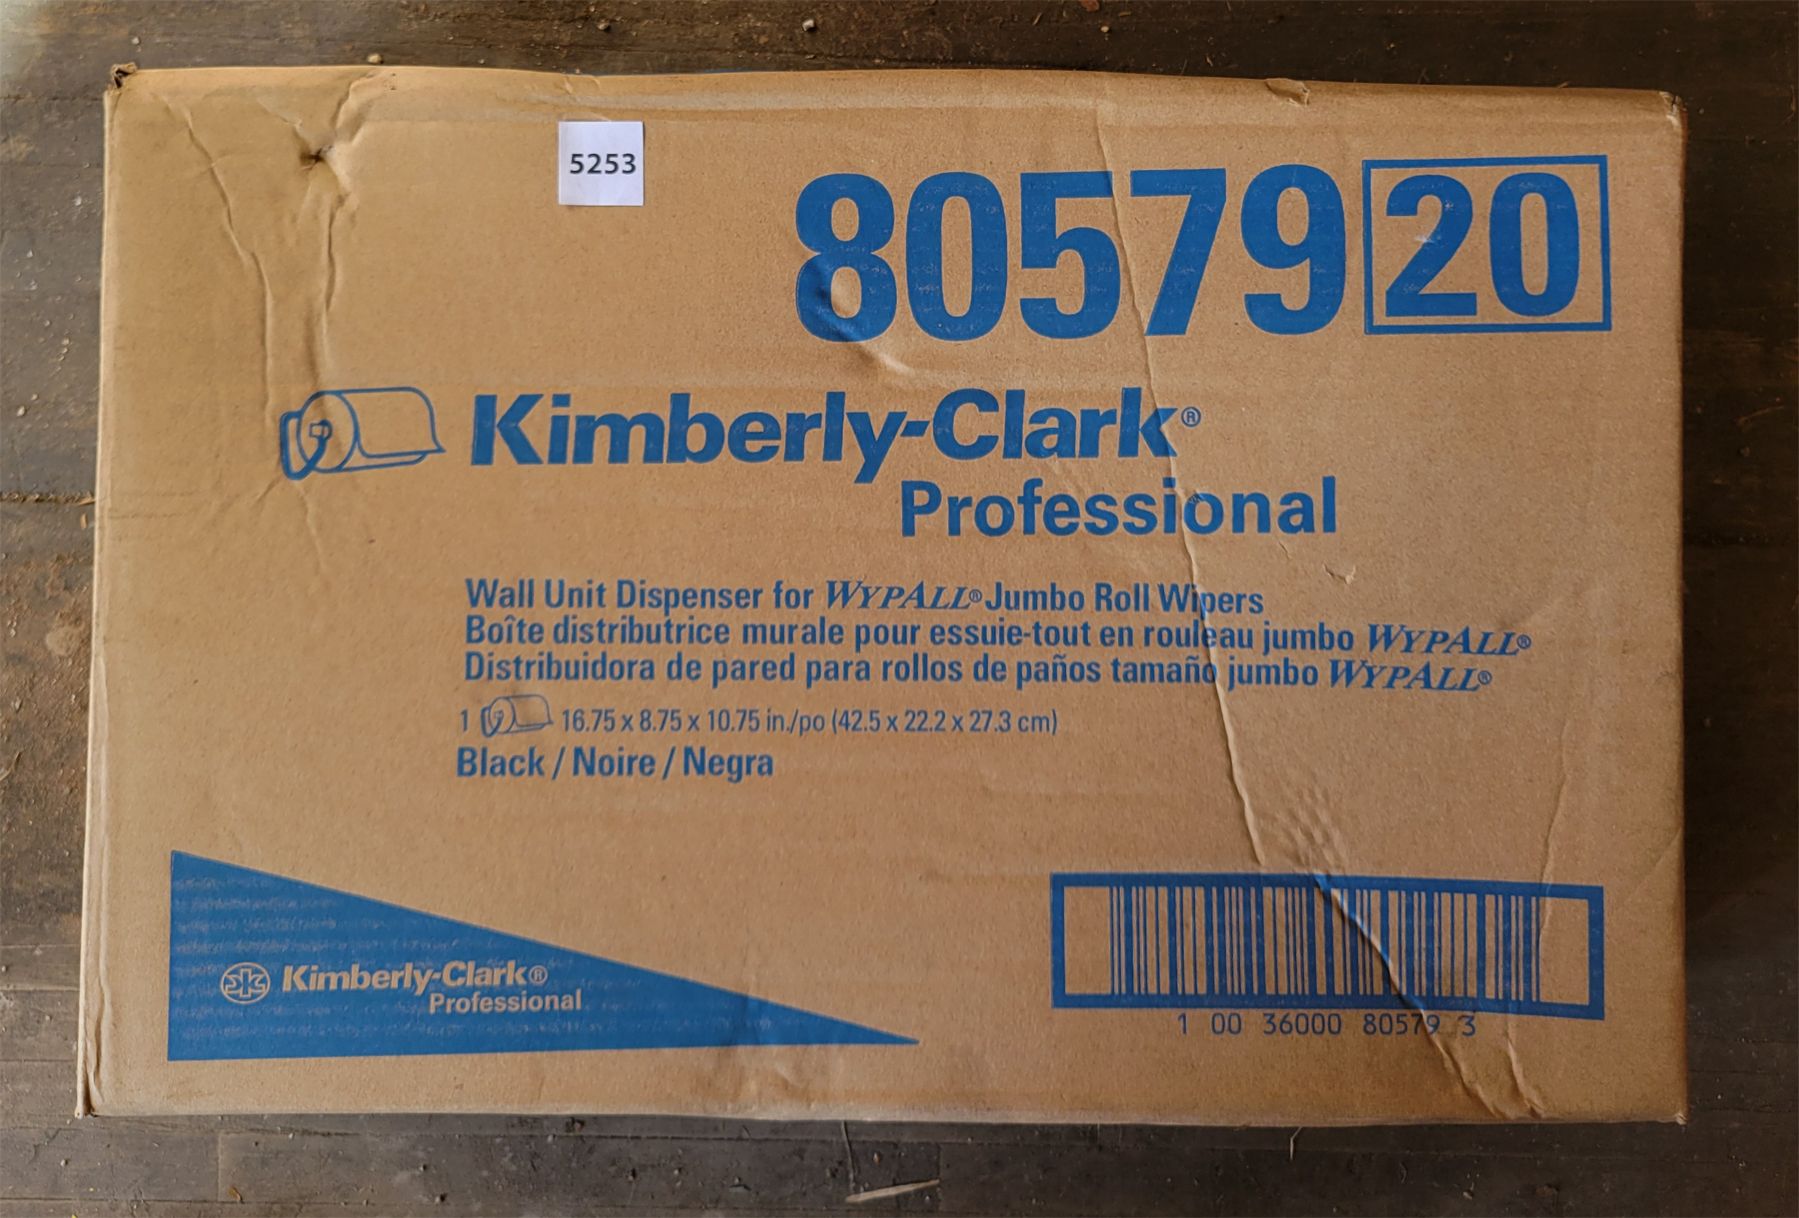 5253
80579 20
Kimberly-Clark®
Professional
Wall Unit Dispenser for WYPALL® Jumbo Roll Wipers
Boîte distributrice murale pour essuie-tout en rouleau jumbo WYPALL®
Distribuidora de pared para rollos de paños tamaño jumbo WYPALL®
1 16.75 x 8.75 x 10.75 in./po (42.5 x 22.2 x 27.3 cm)
Black / Noire / Negra
Kimberly-Clark®
Professional
1 00 36000 80579 3